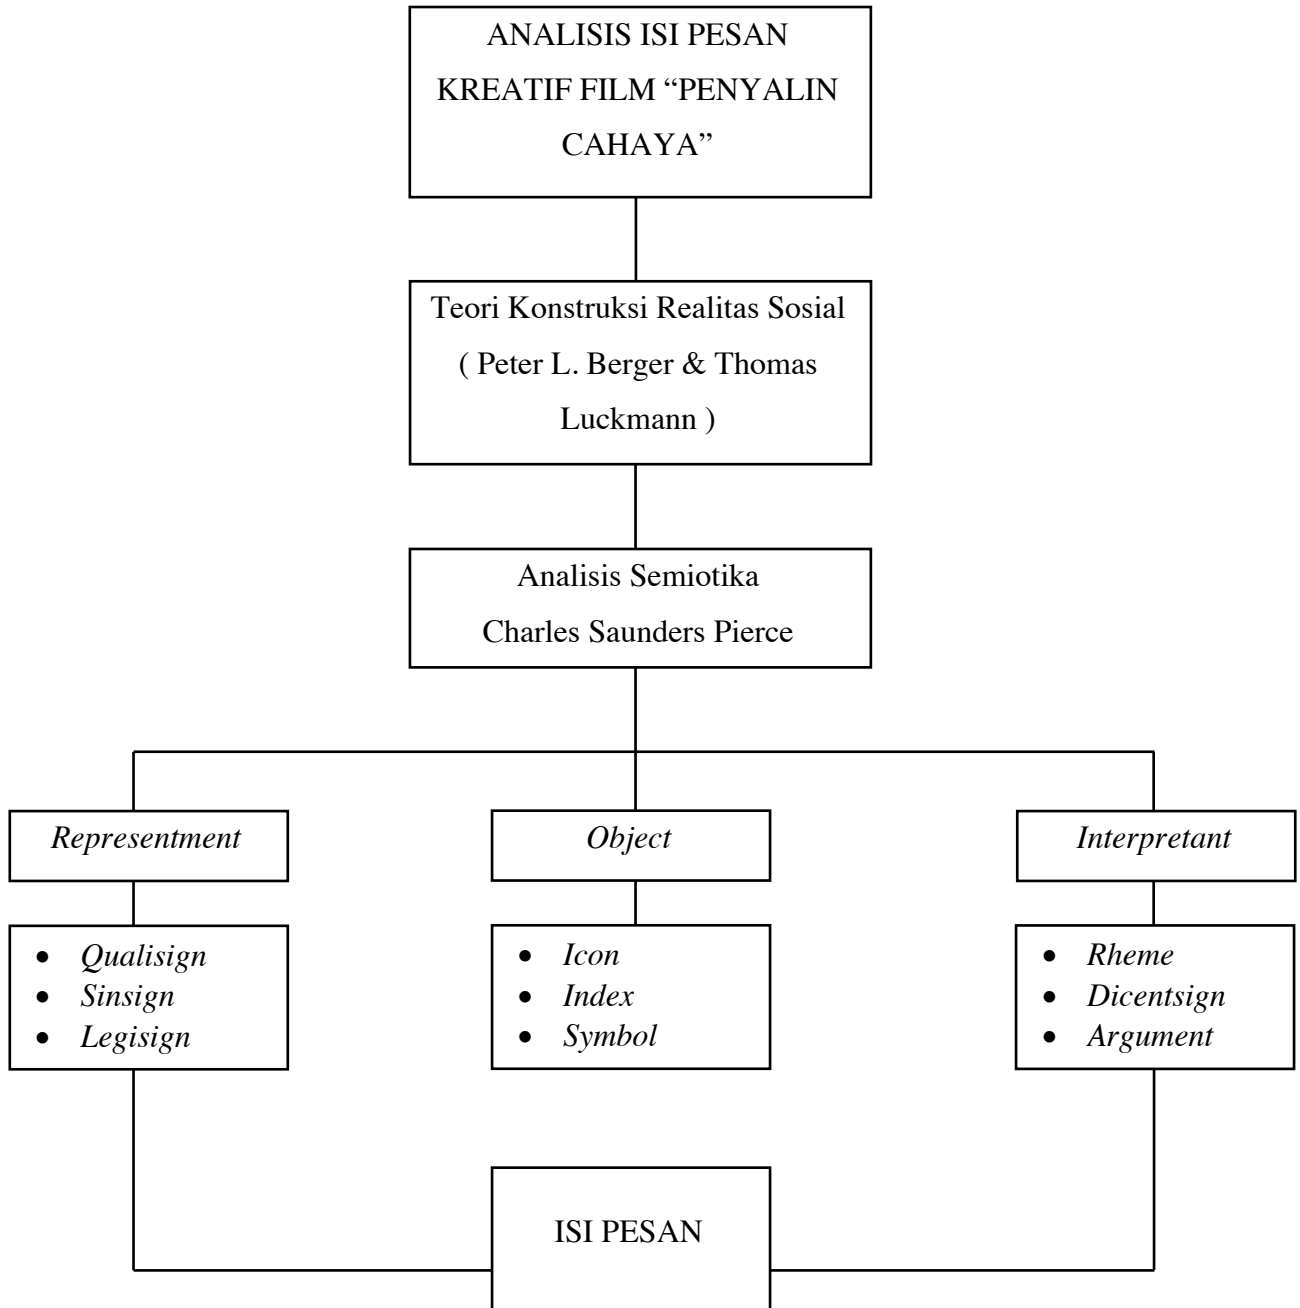 ANALISIS ISI PESAN
KREATIF FILM “PENYALIN
CAHAYA”
Teori Konstruksi Realitas Sosial
( Peter L. Berger & Thomas
Luckmann )
Analisis Semiotika
Charles Saunders Pierce
Representment
Object
Interpretant
• Qualisign
• Sinsign
• Legisign
• Icon
• Index
• Symbol
• Rheme
• Dicentsign
• Argument
ISI PESAN